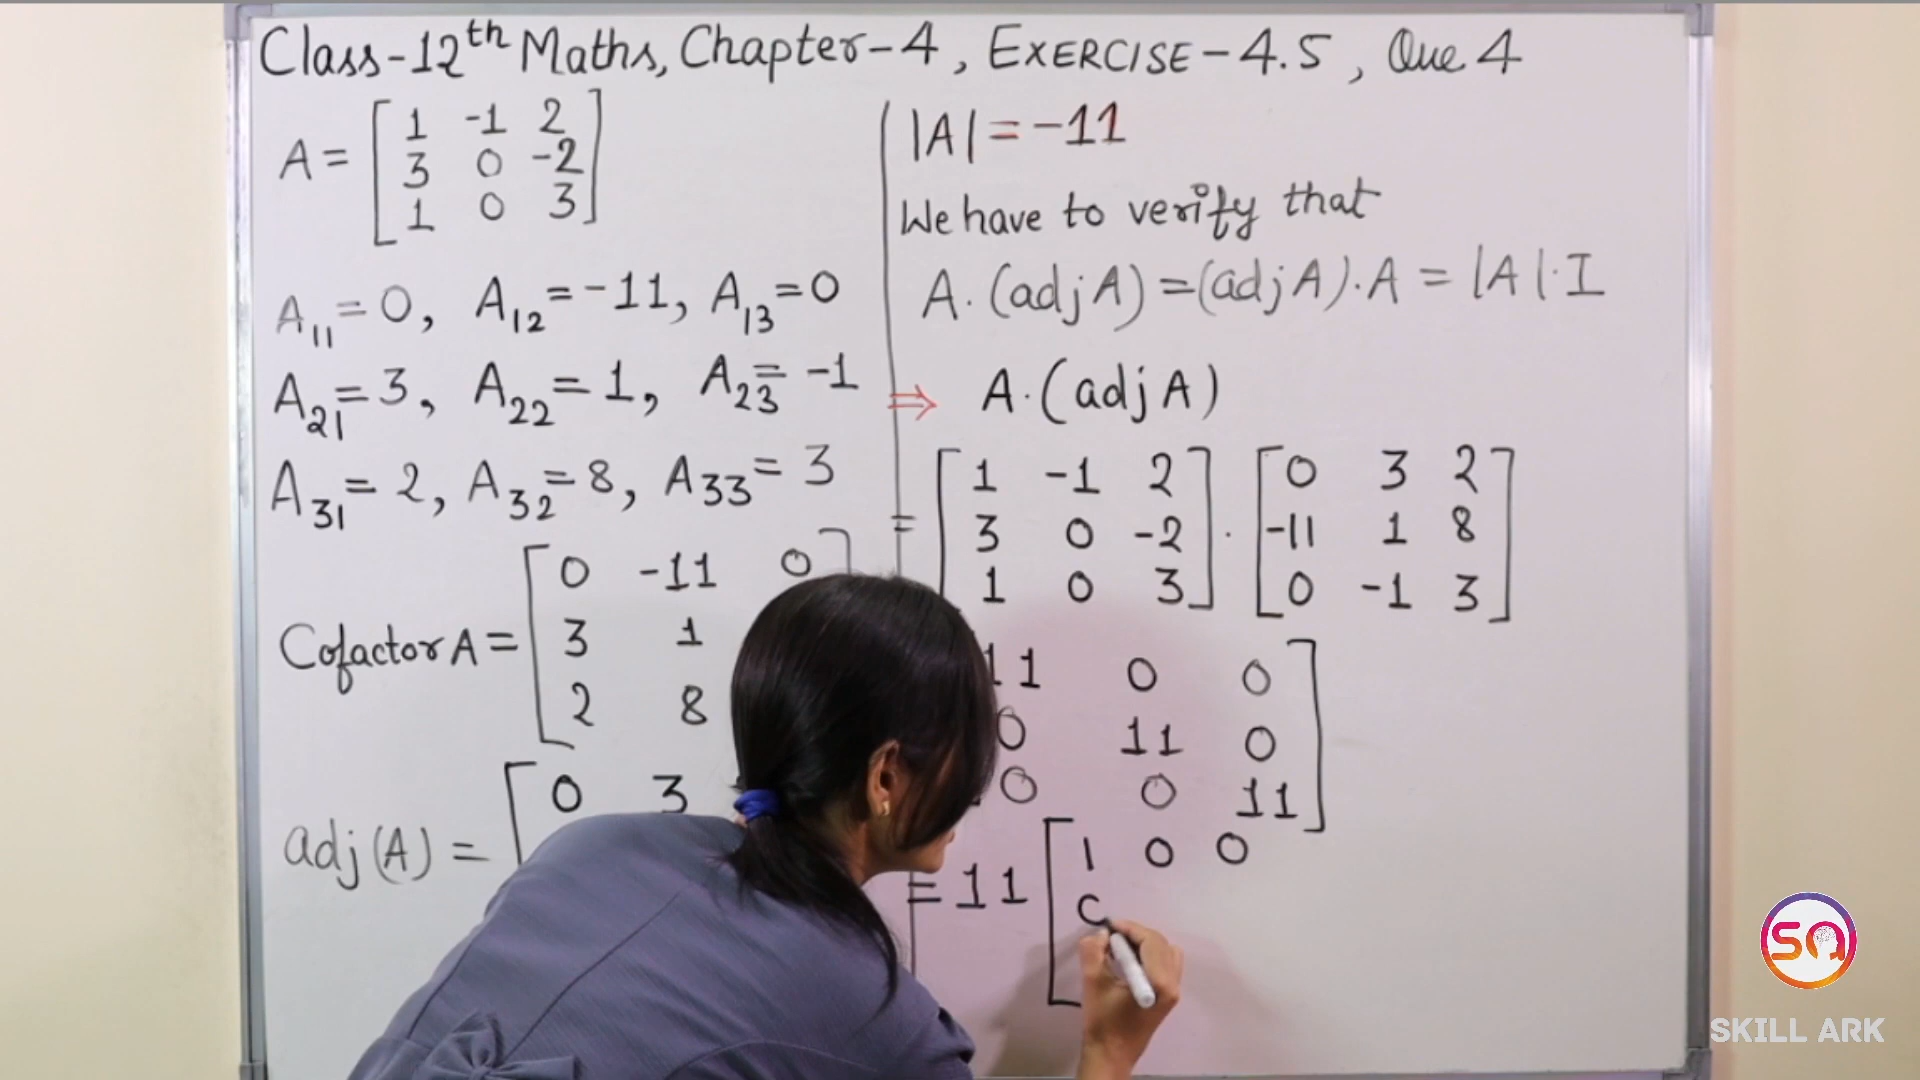 Class-12th Maths, Chapter-4, EXERCISE-4.5, Que 4
A = [1 -1 2
3 0 -2
1 0 3]
A11=0, A12=-11, A13=0
A21=3, A22=1, A23=-1
A31=2, A32=8, A33=3
Cofactor A = [0 -11 0
3 1
2 8
adj(A) = [0 3
|A| = -11
We have to verify that
A.(adj A) = (adj A).A = |A|.I
⇒ A.(adj A)
= [1 -1 2] . [0 3 2]
3 0 -2 -11 1 8
1 0 3 0 -1 3
11 0 0
0 11 0
0 0 11]
= 11 [1 0 0
SA
SKILL ARK